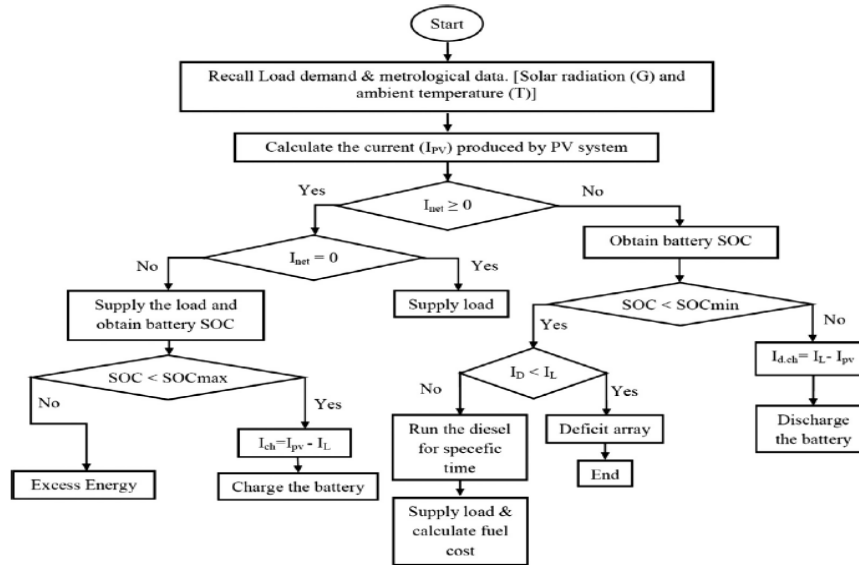 Start
Recall Load demand & metrological data. [Solar radiation (G) and
ambient temperature (T)]
Calculate the current (IPV) produced by PV system
Yes
Inet ≥ 0
No
Inet = 0
Obtain battery SOC
No
Yes
Supply the load and
obtain battery SOC
Supply load
SOC < SOCmin
Yes
No
SOC < SOCmax
ID < IL
Id.ch= IL- Ipv
No
Yes
No
Yes
Ich=Ipv - IL
Run the diesel
for specefic
time
Deficit array
Discharge
the battery
Excess Energy
Charge the battery
End
Supply load &
calculate fuel
cost